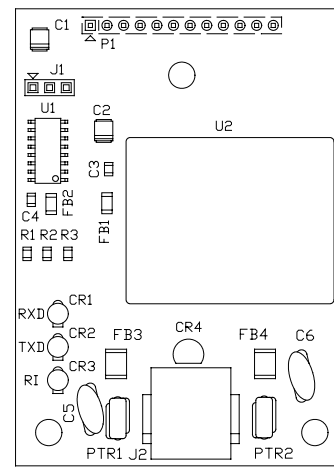 C1
P1
J1
U1
C2
U2
C3
C4
FB2
FB1
R1 R2 R3
RXD CR1
TXD CR2
FB3 CR4 FB4 C6
RI CR3
C5
PTR1 J2 PTR2